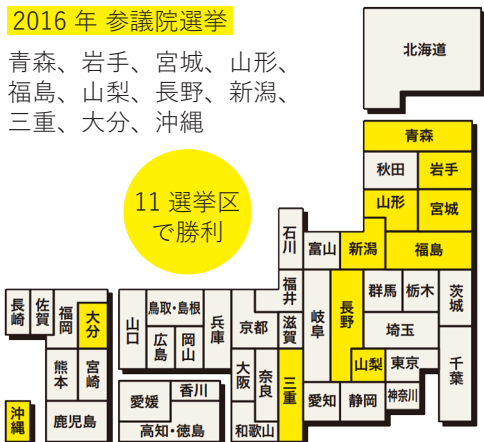 2016 年 参議院選挙
青森、岩手、宮城、山形、
福島、山梨、長野、新潟、
三重、大分、沖縄
11 選挙区
で勝利
北海道
青森
秋田
岩手
山形
宮城
石川
富山
新潟
福島
福井
岐阜
長野
群馬
栃木
茨城
長崎
佐賀
福岡
大分
山口
鳥取・島根
兵庫
京都
滋賀
埼玉
広島
岡山
熊本
宮崎
大阪
奈良
三重
山梨
東京
千葉
愛媛
香川
愛知
静岡
神奈川
沖縄
鹿児島
高知・徳島
和歌山